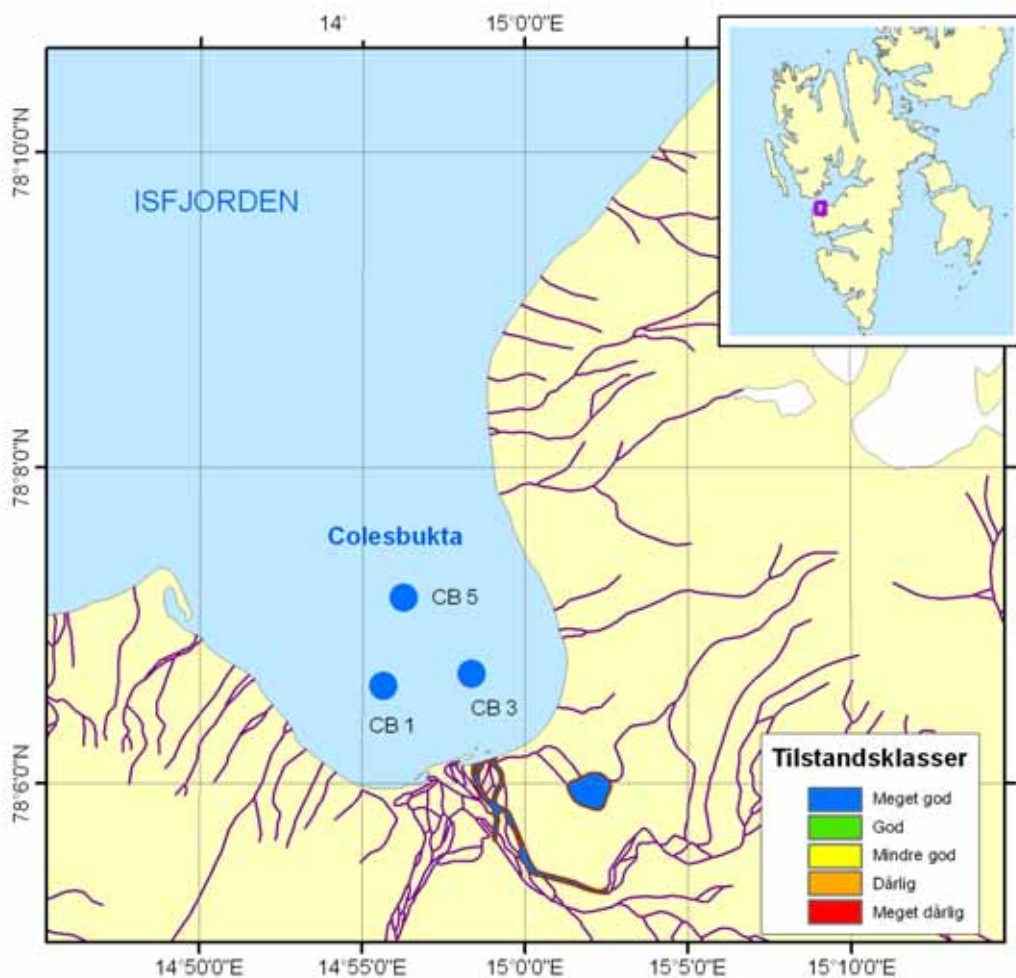 14°
15°0'0"E
78°10'0"N
ISFJORDEN
78°8'0"N
Colesbukta
CB 5
CB 1
CB 3
78°6'0"N
Tilstandsklasser
Meget god
God
Mindre god
Dårlig
Meget dårlig
14°50'0"E
14°55'0"E
15°0'0"E
15°5'0"E
15°10'0"E